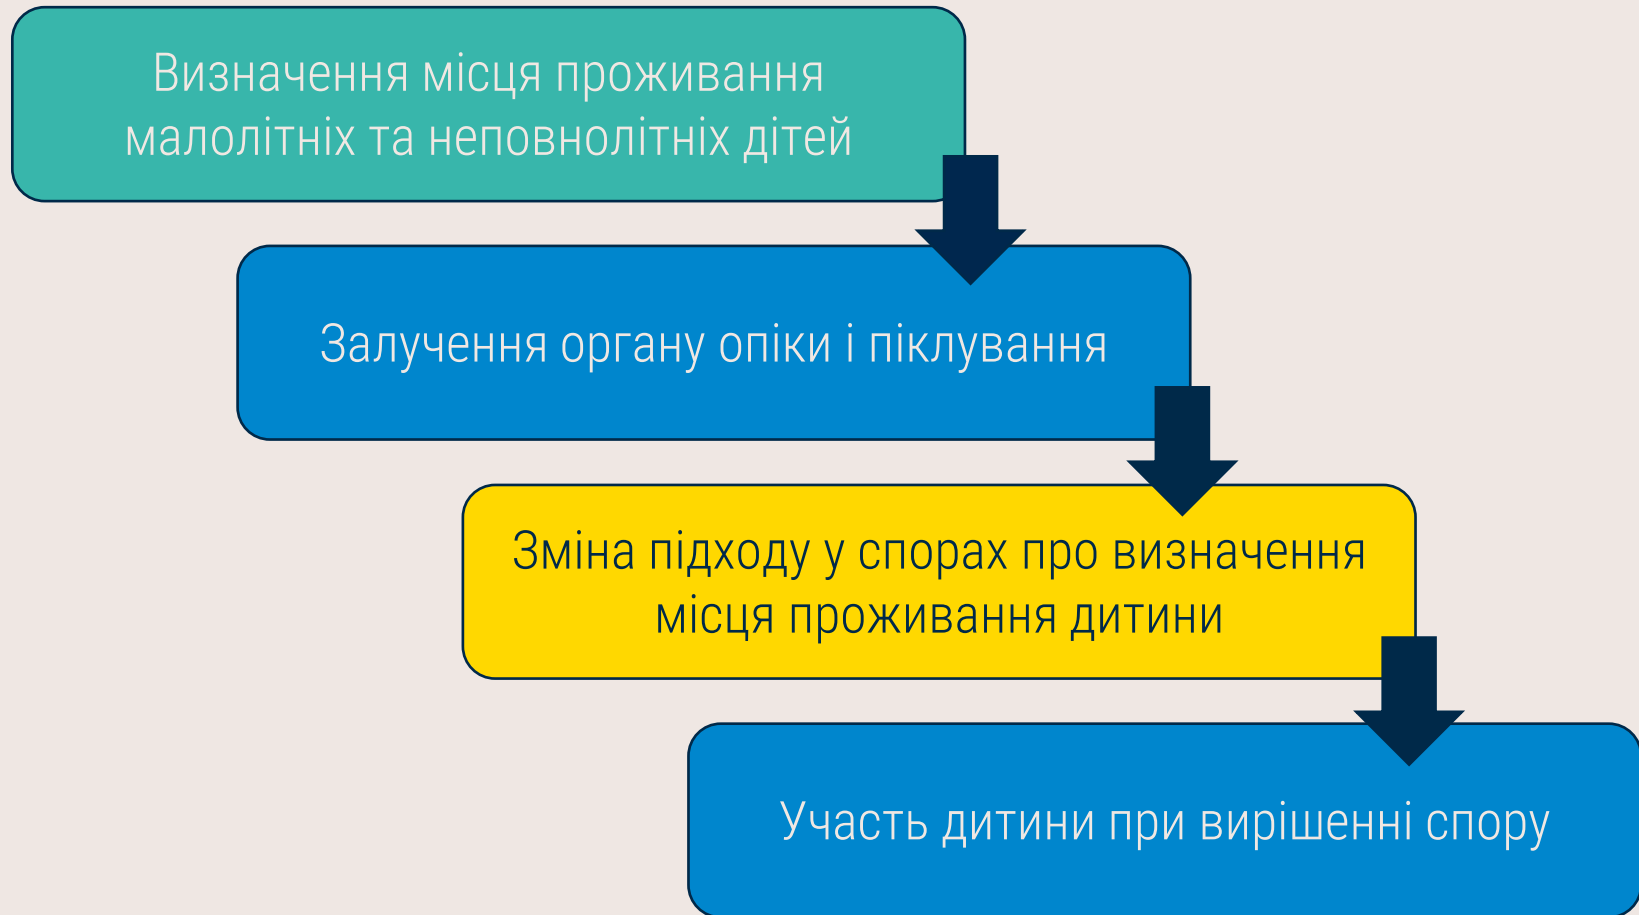 Визначення місця проживання
малолітніх та неповнолітніх дітей
Залучення органу опіки і піклування
Зміна підходу у спорах про визначення
місця проживання дитини
Участь дитини при вирішенні спору